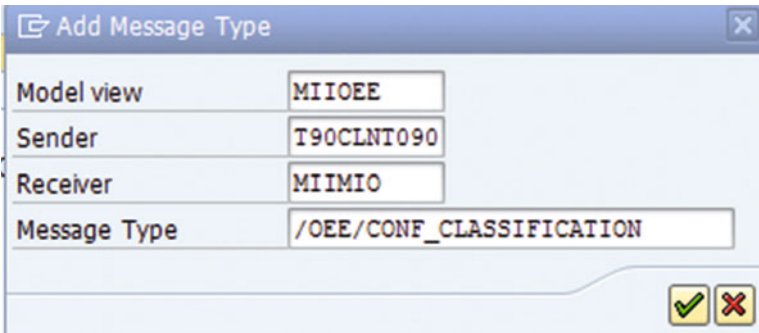 Add Message Type
Model view MIIOEE
Sender T90CLNT090
Receiver MIIMIO
Message Type /OEE/CONF_CLASSIFICATION